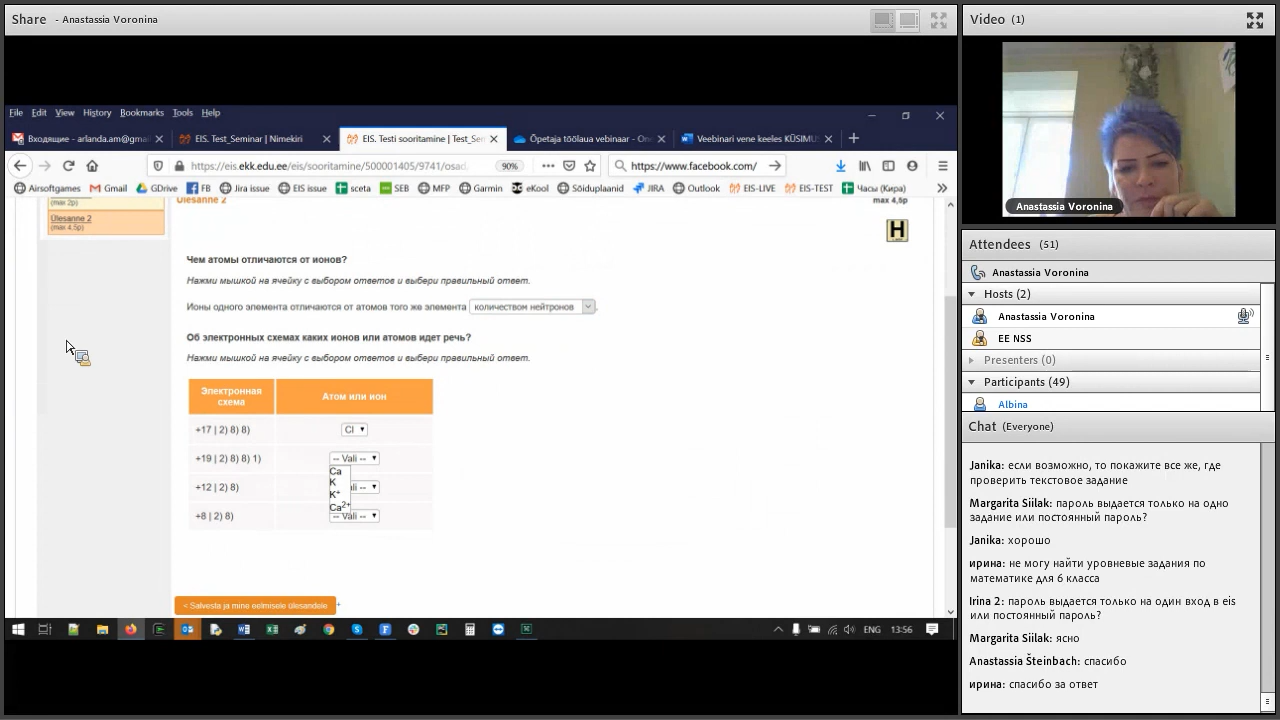 Share - Anastassia Voronina
Video (1)
File Edit View History Bookmarks Tools Help
Входящие - arlanda.am@gmai
EIS. Test_Seminar | Nimekiri
EIS. Testi sooritamine | Test_Sem
Õpetaja töölaua vebinaar - One
Veebinari vene keeles KÜSIMUS
https://eis.ekk.edu.ee/eis/sooritamine/500001405/9741/osad
90%
https://www.facebook.com/
Airsoftgames Gmail GDrive FB Jira issue EIS issue sceta SEB MFP Garmin eKool Sõiduplaanid JIRA Outlook EIS-LIVE EIS-TEST Часы (Кира)
(max 2p)
Ülesanne 2
(max 4,5p)
Ülesanne 2
max 4,5p
H
Чем атомы отличаются от ионов?
Нажми мышкой на ячейку с выбором ответов и выбери правильный ответ.
Ионы одного элемента отличаются от атомов того же элемента количеством нейтронов .
Об электронных схемах каких ионов или атомов идет речь?
Нажми мышкой на ячейку с выбором ответов и выбери правильный ответ.
Электронная схема
Атом или ион
+17 | 2) 8) 8) Cl
+19 | 2) 8) 8) 1) -- Vali --
Ca
K
K+
Ca2+
+12 | 2) 8) ali --
+8 | 2) 8) -- Vali --
< Salvesta ja mine eelmisele ülesandele
ENG 13:56
Anastassia Voronina
Attendees (51)
Anastassia Voronina
Hosts (2)
Anastassia Voronina
EE NSS
Presenters (0)
Participants (49)
Albina
Chat (Everyone)
Janika: если возможно, то покажите все же, где
проверить текстовое задание
Margarita Siilak: пароль выдается только на одно
задание или постоянный пароль?
Janika: хорошо
ирина: не могу найти уровневые задания по
математике для 6 класса
Irina 2: пароль выдается только на один вход в eis
или постоянный пароль?
Margarita Siilak: ясно
Anastassia Šteinbach: спасибо
ирина: спасибо за ответ